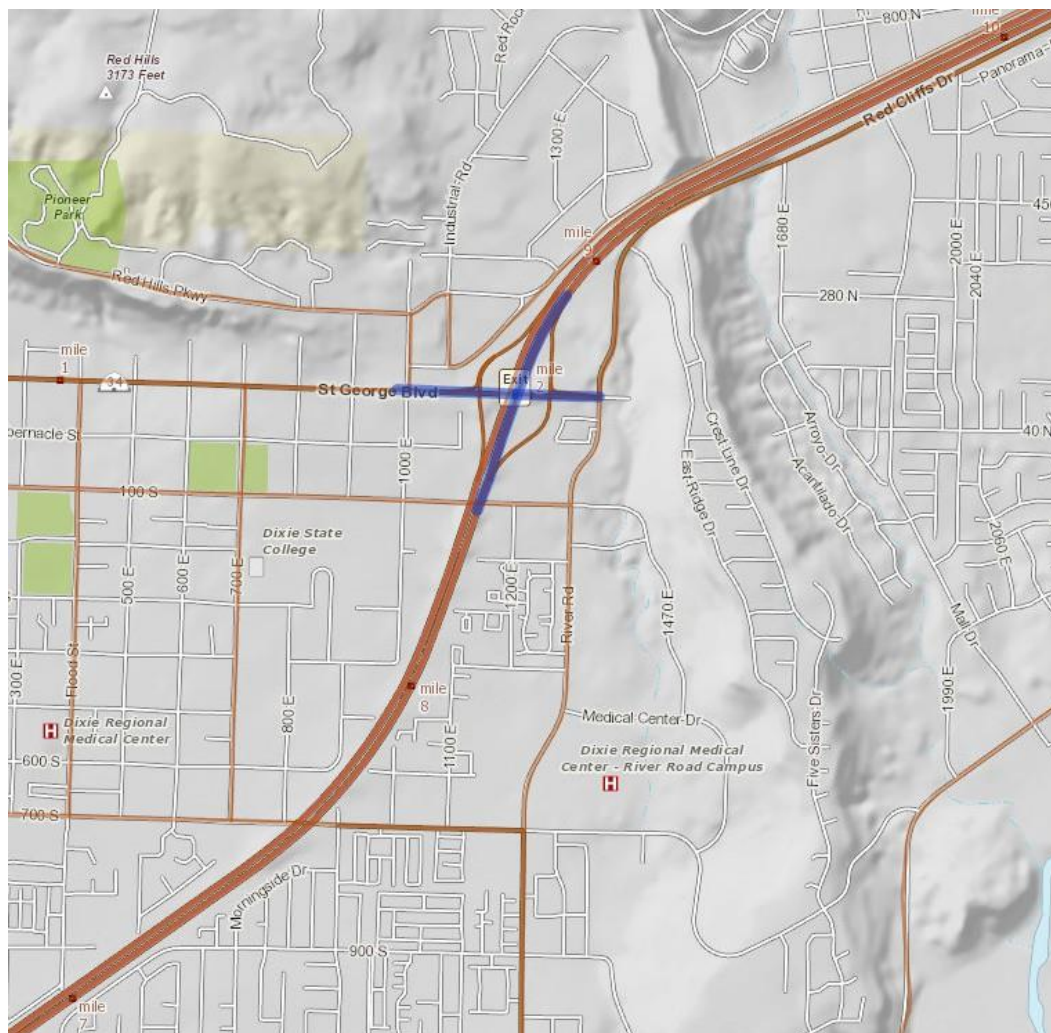 800 N
mile
10
Red Hills
3173 Feet
Panorama
Red Cliffs Dr
1300 E
Industrial Rd
Pioneer
Park
1680 E
2000 E
2040 E
mile
9
Red Hills Pkwy
280 N
mile
1
34
St George Blvd
Exit
mile
2
1000 E
40 N
Crest Line Dr
Arroyo Dr
Acantilado Dr
East Ridge Dr
100 S
Dixie State
College
500 E
600 E
700 E
1200 E
River Rd
1470 E
2060 E
Mall Dr
300 E
Flood St
800 E
mile
8
1990 E
H
Dixie Regional
Medical Center
1100 E
Medical Center Dr
Dixie Regional Medical
Center - River Road Campus
H
Five Sisters Dr
600 S
700 S
Morningside Dr
900 S
mile
7